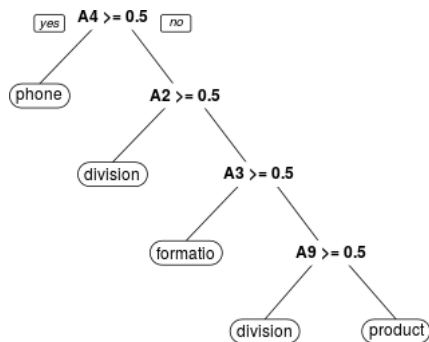 yes A4 >= 0.5 no
phone
A2 >= 0.5
division
A3 >= 0.5
formatio
A9 >= 0.5
division product